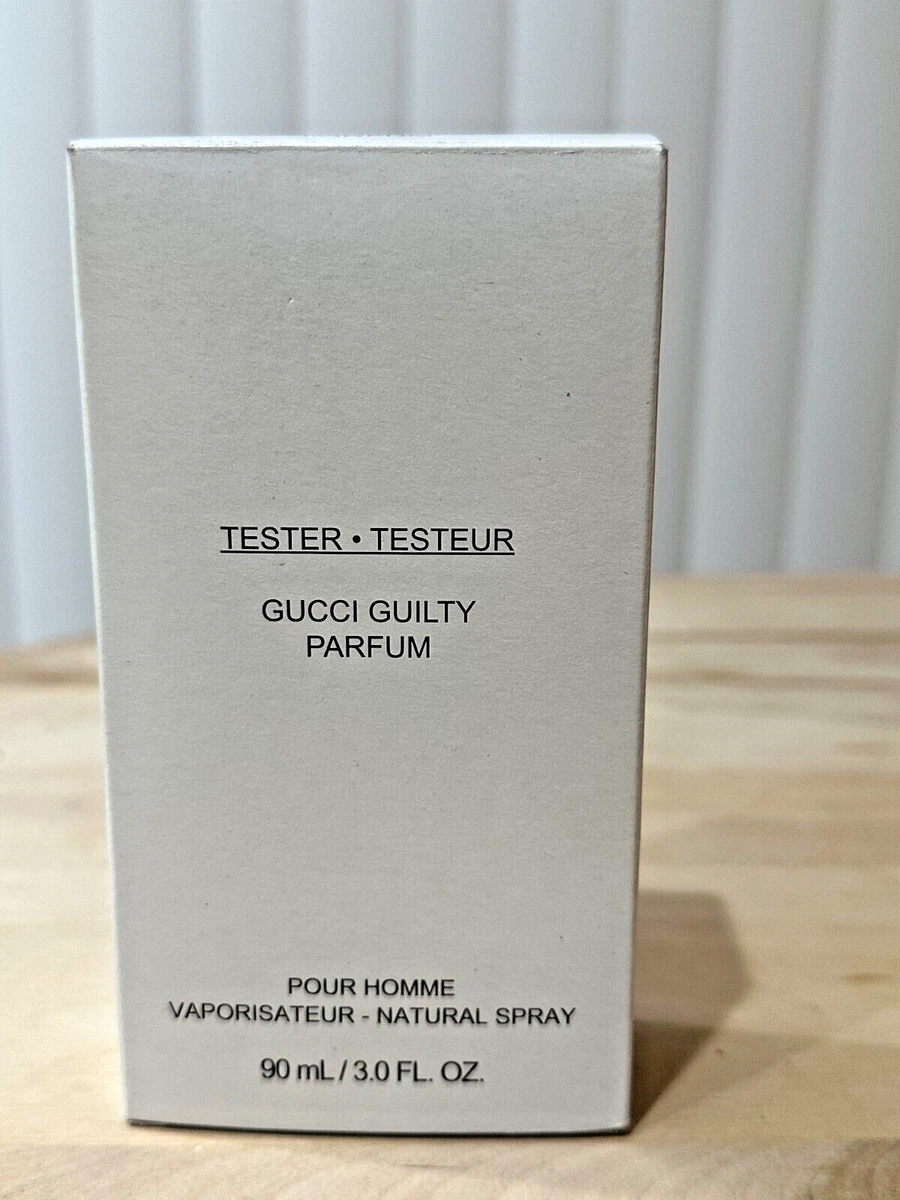 TESTER • TESTEUR
GUCCI GUILTY
PARFUM
POUR HOMME
VAPORISATEUR - NATURAL SPRAY
90 mL / 3.0 FL. OZ.